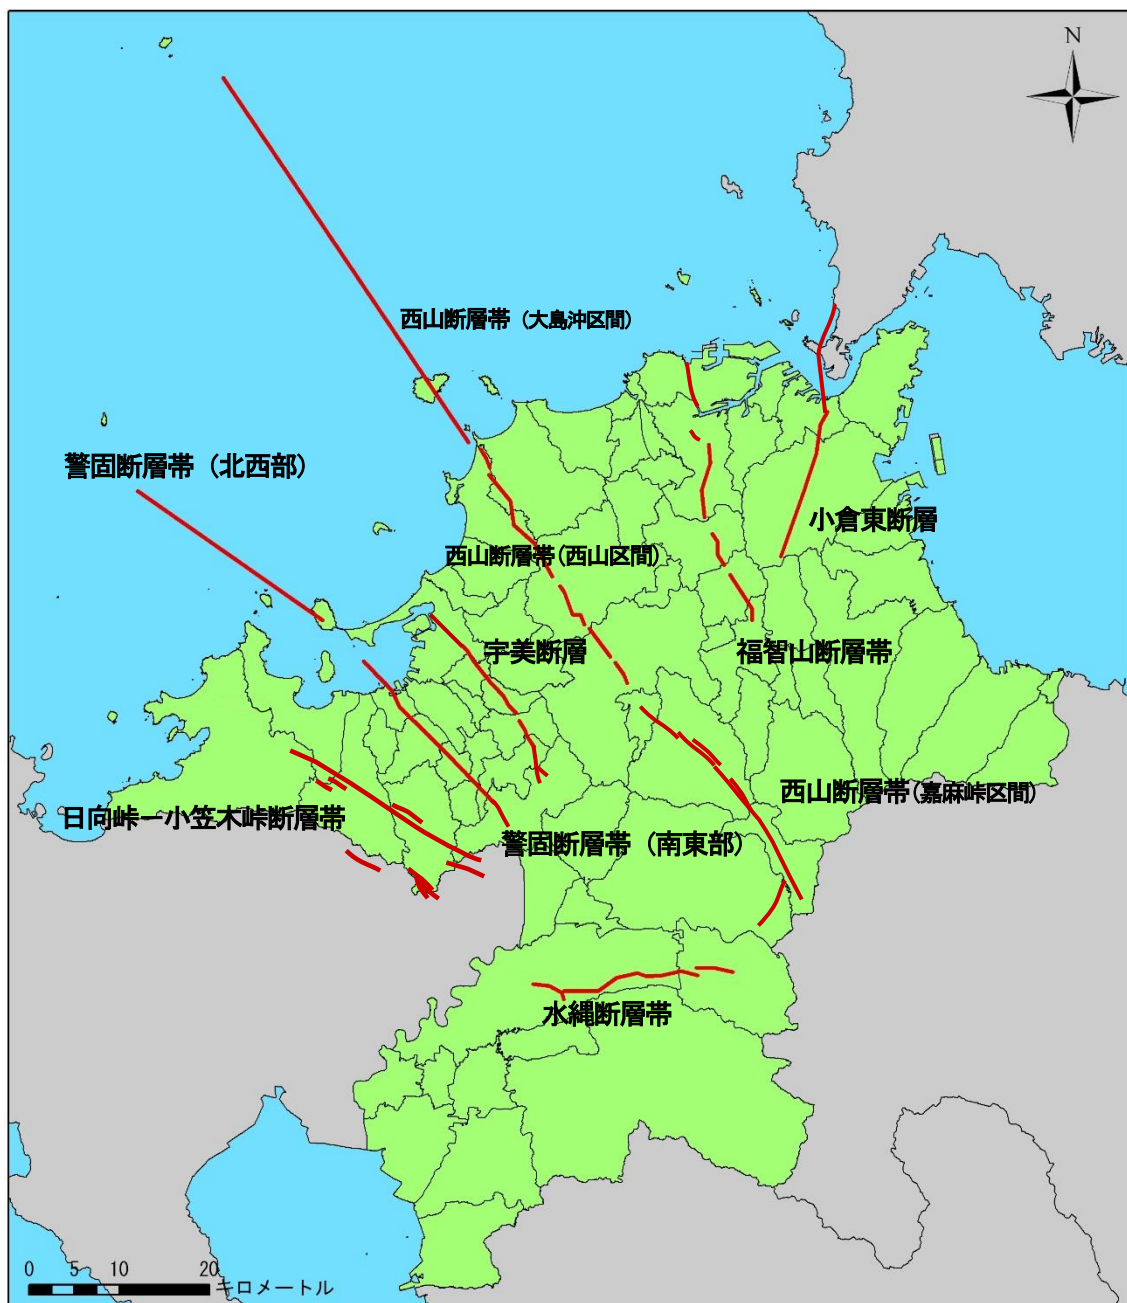 N
西山断層帯（大島沖区間）
警固断層帯（北西部）
小倉東断層
西山断層帯（西山区間）
宇美断層
福智山断層帯
西山断層帯（嘉麻峠区間）
日向峠ー小笠木峠断層帯
警固断層帯（南東部）
水縄断層帯
0 5 10 20
キロメートル